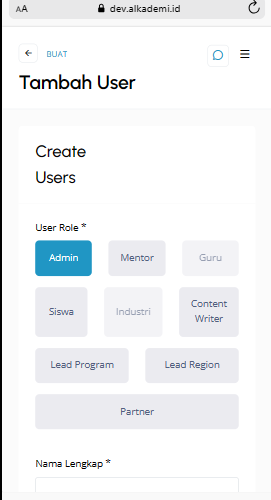 AA dev.alkademi.id
BUAT
Tambah User
Create
Users
User Role *
Admin Mentor Guru
Siswa Industri Content
Writer
Lead Program Lead Region
Partner
Nama Lengkap *